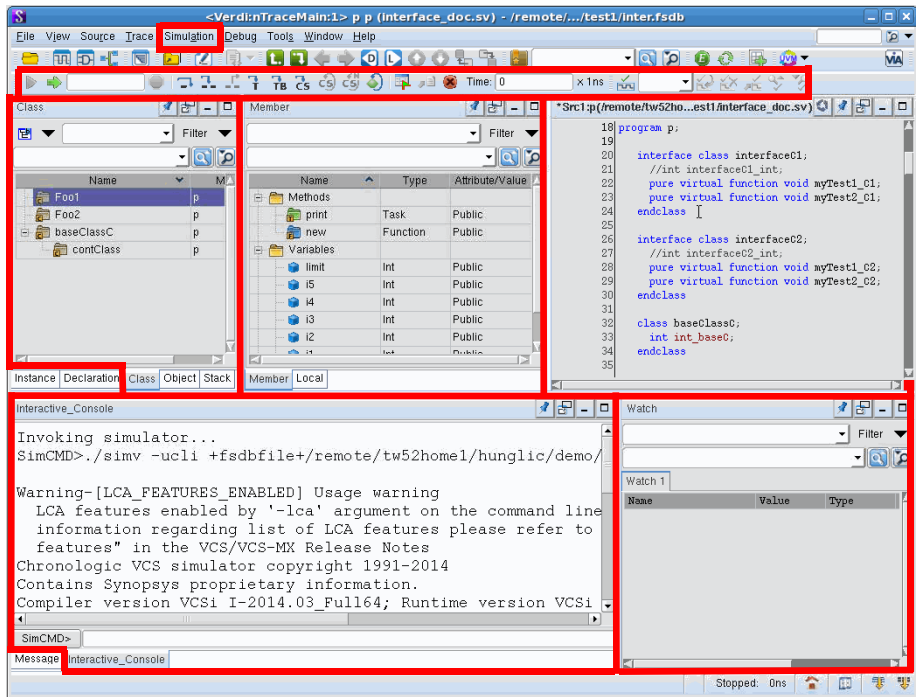 <Verdi:nTraceMain:1> p p (interface_doc.sv) - /remote/.../test1/inter.fsdb
File View Source Trace Simulation Debug Tools Window Help
VIA
TB CS Time: 0 x 1ns
Class
Filter
Name M
Foo1 p
Foo2 p
baseClassC p
contClass p
Instance Declaration Class Object Stack
Member
Filter
Name Type Attribute/Value
Methods
print Task Public
new Function Public
Variables
limit Int Public
i5 Int Public
i4 Int Public
i3 Int Public
i2 Int Public
i1 Int Public
Member Local
*Src1:p(/remote/tw52ho...est1/interface_doc.sv)
18 program p;
19
20 interface class interfaceC1;
21 //int interfaceC1_int;
22 pure virtual function void myTest1_C1;
23 pure virtual function void myTest2_C1;
24 endclass
25
26 interface class interfaceC2;
27 //int interfaceC2_int;
28 pure virtual function void myTest1_C2;
29 pure virtual function void myTest2_C2;
30 endclass
31
32 class baseClassC;
33 int int_baseC;
34 endclass
35
Interactive_Console
Invoking simulator...
SimCMD>./simv -ucli +fsdbfile+/remote/tw52home1/hunglic/demo/
Warning-[LCA_FEATURES_ENABLED] Usage warning
LCA features enabled by '-lca' argument on the command line
information regarding list of LCA features please refer to
features" in the VCS/VCS-MX Release Notes
Chronologic VCS simulator copyright 1991-2014
Contains Synopsys proprietary information.
Compiler version VCSi I-2014.03_Full64; Runtime version VCSi
SimCMD>
Message Interactive_Console
Watch
Filter
Watch 1
Name Value Type
Stopped: 0ns